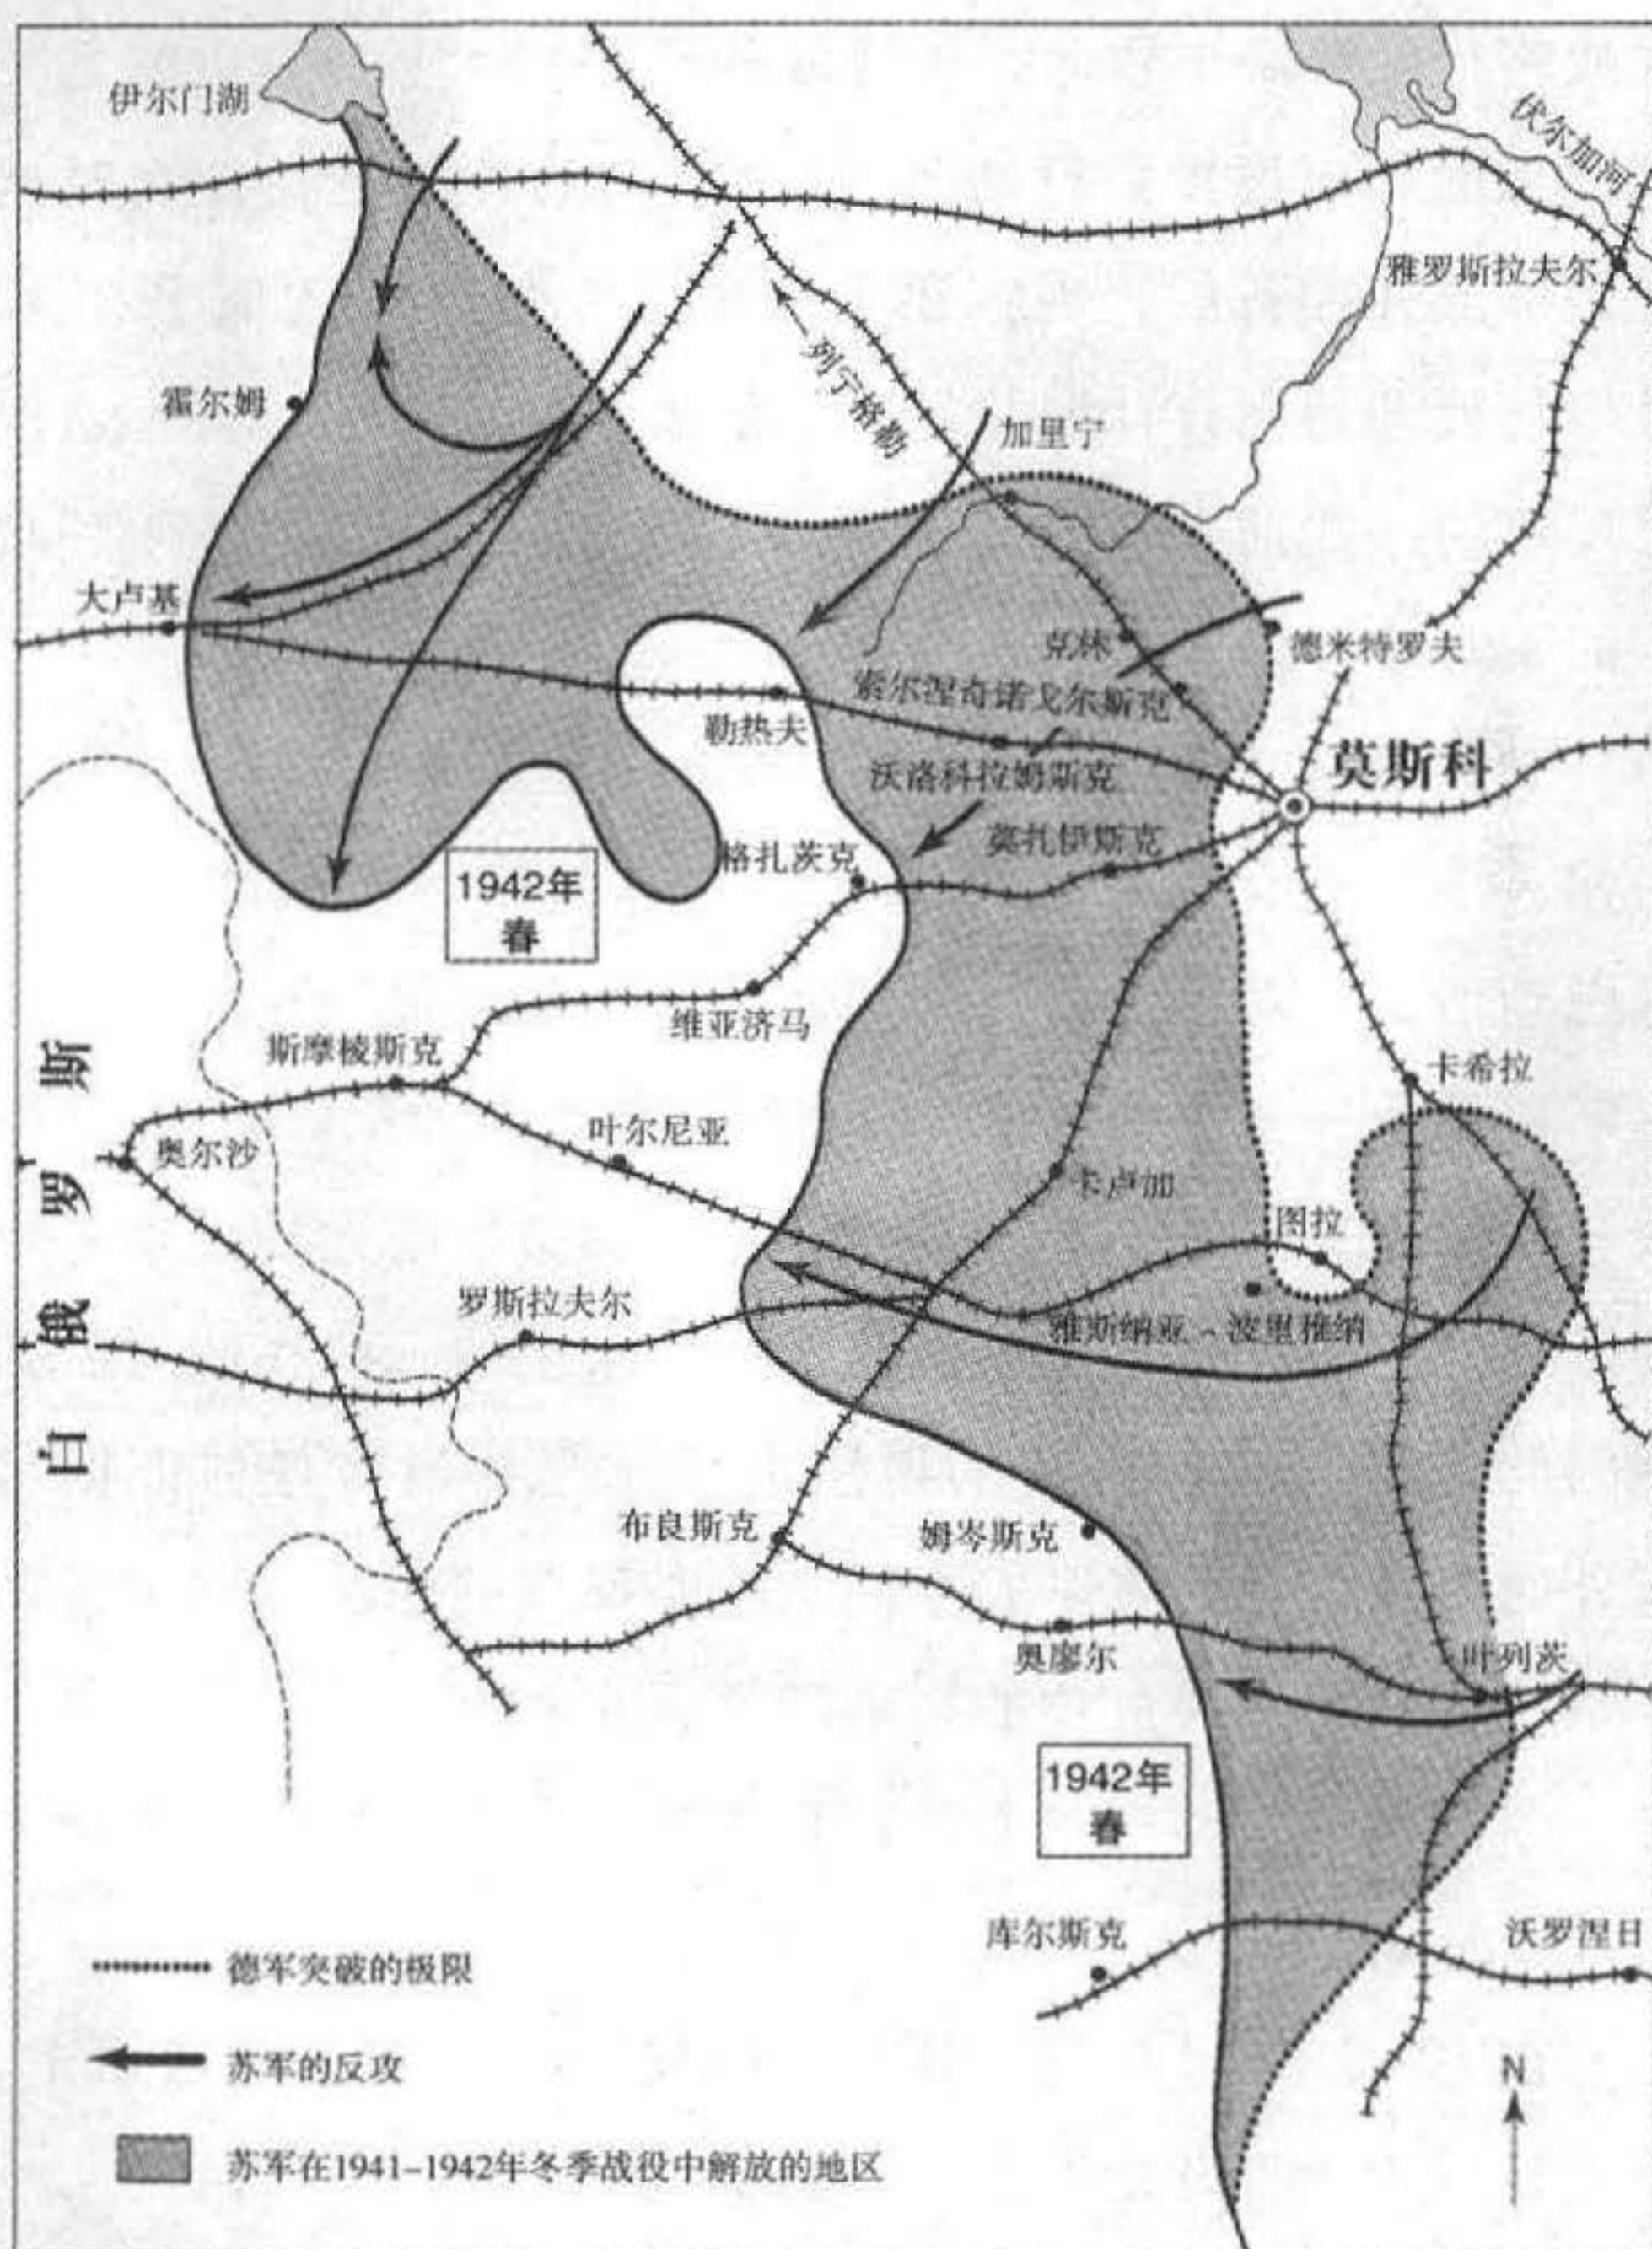 伊尔门湖
伏尔加河
雅罗斯拉夫尔
列宁格勒
霍尔姆
加里宁
大卢基
克林
德米特罗夫
索尔涅奇诺戈尔斯克
勒热夫
沃洛科拉姆斯克
莫斯科
莫扎伊斯克
格扎茨克
1942年
春
维亚济马
斯摩棱斯克
卡希拉
叶尔尼亚
奥尔沙
卡卢加
图拉
罗斯拉夫尔
雅斯纳亚-波里雅纳
白俄罗斯
布良斯克
姆岑斯克
奥廖尔
叶列茨
1942年
春
库尔斯克
沃罗涅日
德军突破的极限
苏军的反攻
苏军在1941-1942年冬季战役中解放的地区
N